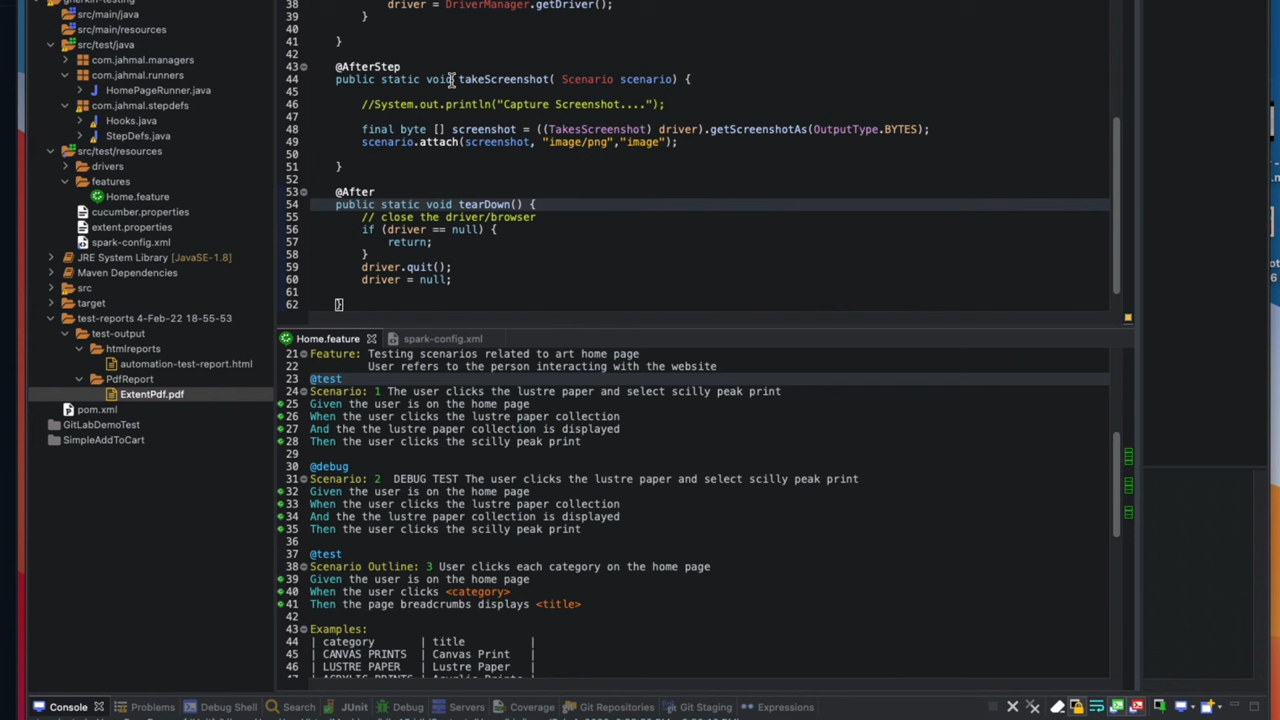 gherkin-testing
src/main/java
src/main/resources
src/test/java
com.jahmal.managers
com.jahmal.runners
HomePageRunner.java
com.jahmal.stepdefs
Hooks.java
StepDefs.java
src/test/resources
drivers
features
Home.feature
cucumber.properties
extent.properties
spark-config.xml
JRE System Library [JavaSE-1.8]
Maven Dependencies
src
target
test-reports 4-Feb-22 18-55-53
test-output
htmlreports
automation-test-report.html
PdfReport
ExtentPdf.pdf
pom.xml
GitLabDemoTest
SimpleAddToCart
38 driver = DriverManager.getDriver();
39 }
40
41 }
42
43 @AfterStep
44 public static void takeScreenshot( Scenario scenario) {
45
46 //System.out.println("Capture Screenshot....");
47
48 final byte [] screenshot = ((TakesScreenshot) driver).getScreenshotAs(OutputType.BYTES);
49 scenario.attach(screenshot, "image/png","image");
50
51 }
52
53 @After
54 public static void tearDown() {
55 // close the driver/browser
56 if (driver == null) {
57 return;
58 }
59 driver.quit();
60 driver = null;
61
62 }
Home.feature spark-config.xml
21 Feature: Testing scenarios related to art home page
22 User refers to the person interacting with the website
23 @test
24 Scenario: 1 The user clicks the lustre paper and select scilly peak print
25 Given the user is on the home page
26 When the user clicks the lustre paper collection
27 And the the lustre paper collection is displayed
28 Then the user clicks the scilly peak print
29
30 @debug
31 Scenario: 2 DEBUG TEST The user clicks the lustre paper and select scilly peak print
32 Given the user is on the home page
33 When the user clicks the lustre paper collection
34 And the the lustre paper collection is displayed
35 Then the user clicks the scilly peak print
36
37 @test
38 Scenario Outline: 3 User clicks each category on the home page
39 Given the user is on the home page
40 When the user clicks <category>
41 Then the page breadcrumbs displays <title>
42
43 Examples:
44 | category | title |
45 | CANVAS PRINTS | Canvas Print |
46 | LUSTRE PAPER | Lustre Paper |
Console Problems Debug Shell Search JUnit Debug Servers Coverage Git Repositories Git Staging Expressions